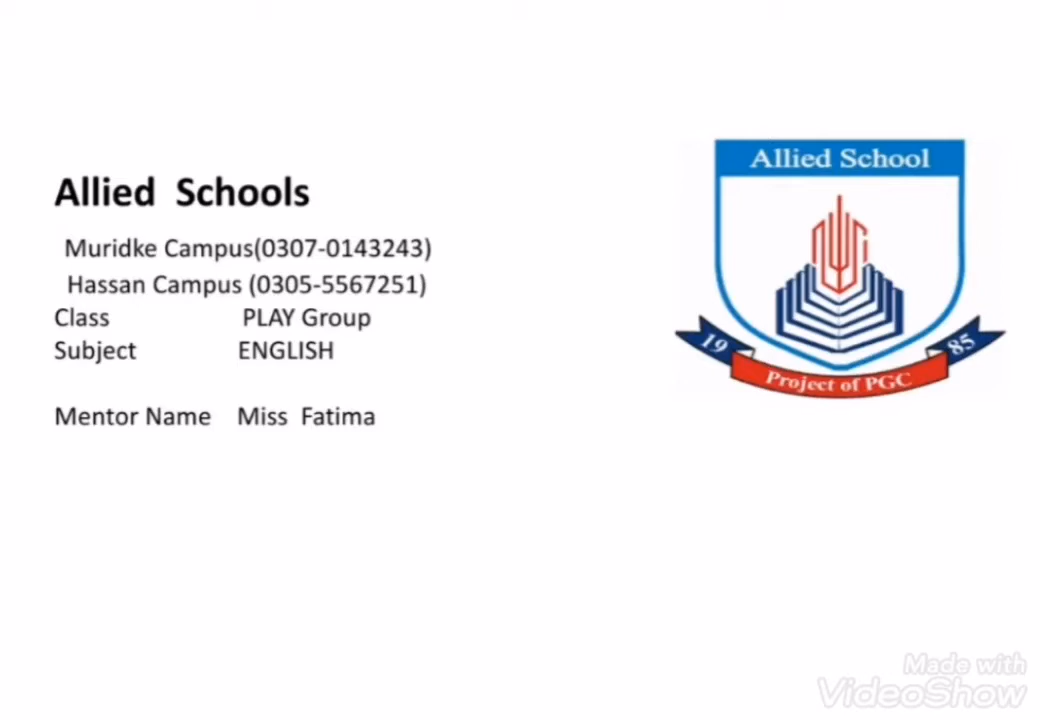 Allied Schools
Muridke Campus(0307-0143243)
Hassan Campus (0305-5567251)
Class PLAY Group
Subject ENGLISH
Mentor Name Miss Fatima
Allied School
19 85
Project of PGC
Made with
VideoShow